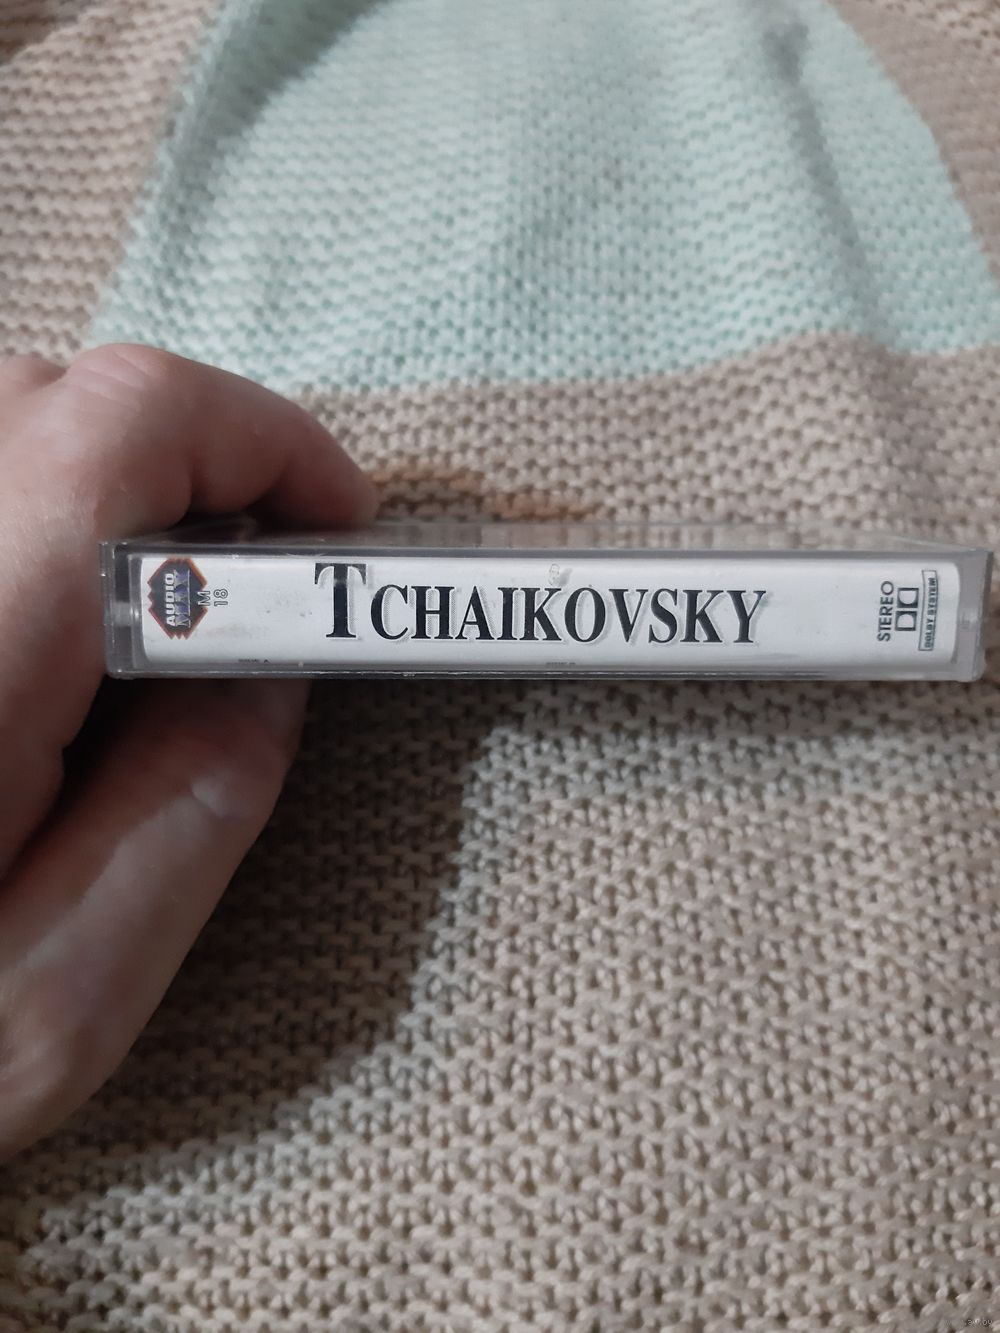 AUDIO
MAX
M
18
TCHAIKOVSKY
STEREO
DOLBY SYSTEM